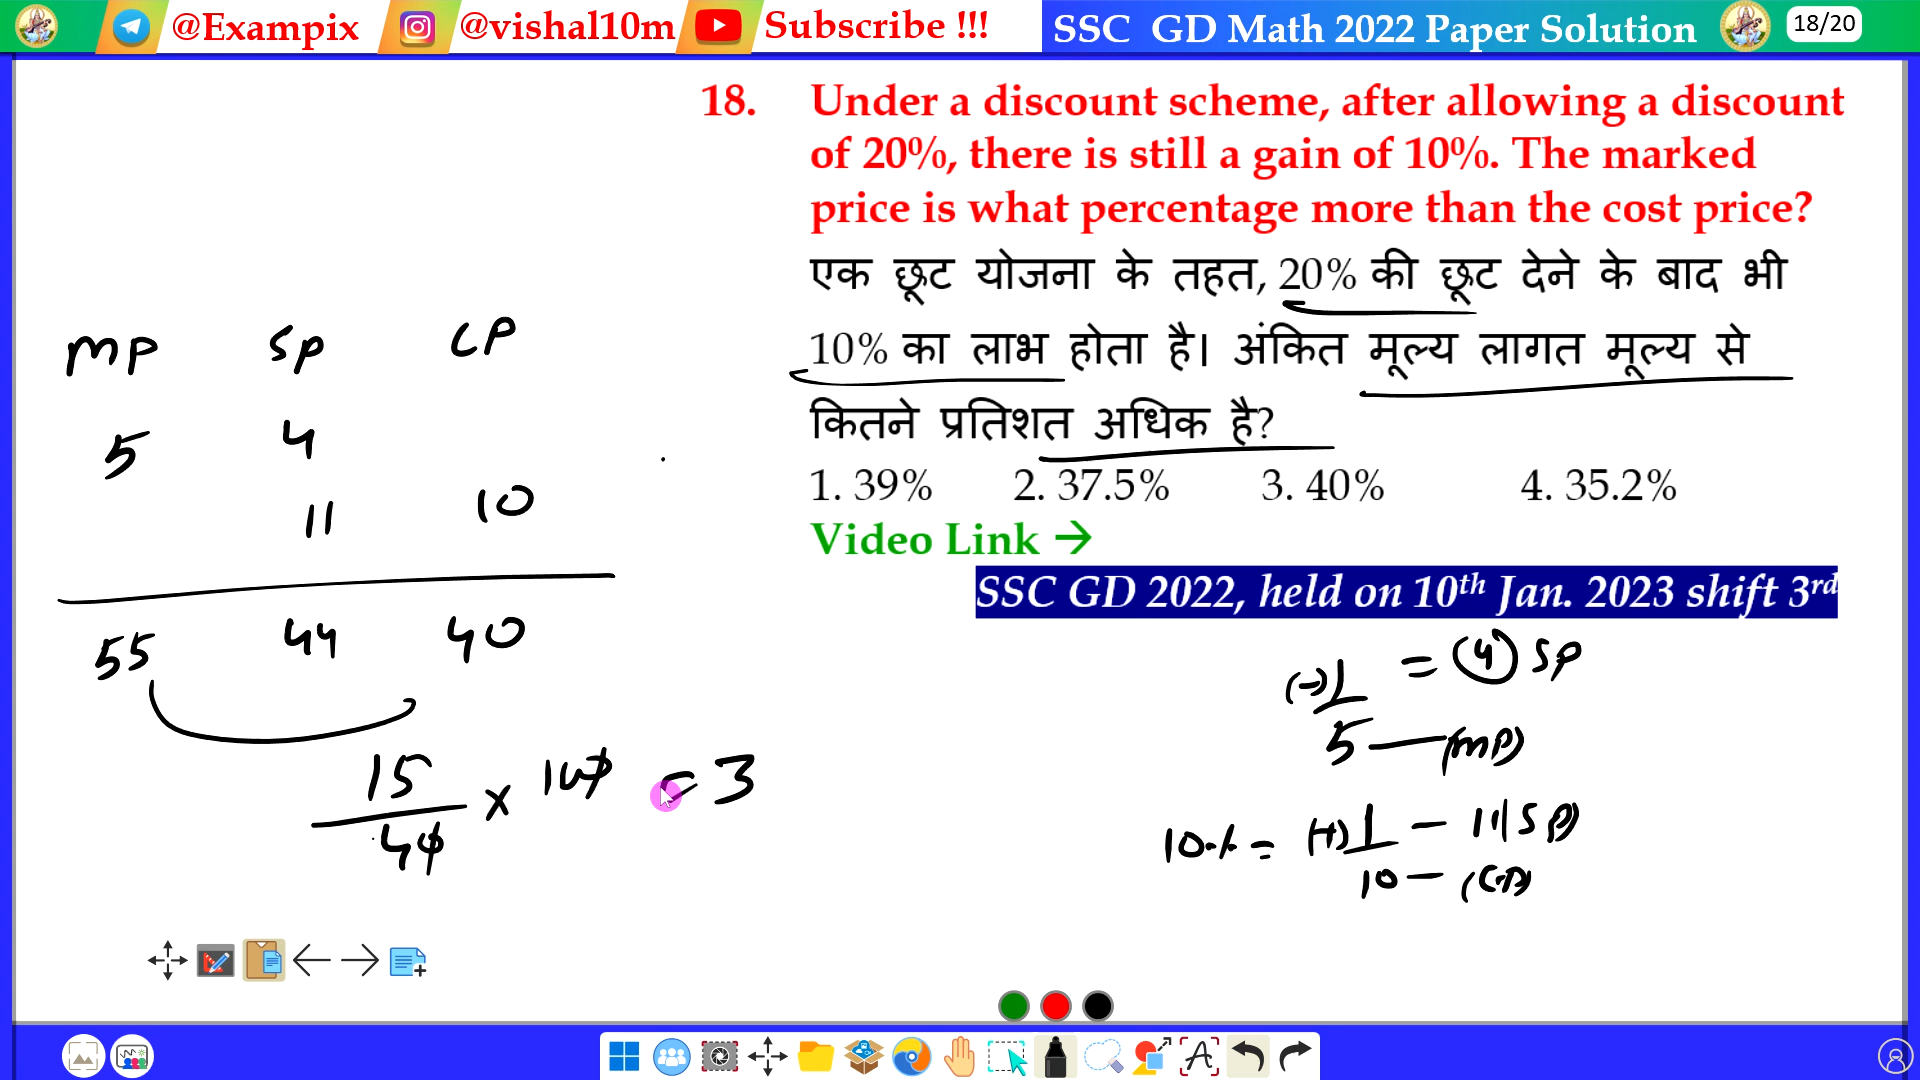 @Exampix @vishal10m Subscribe !!! SSC GD Math 2022 Paper Solution 18/20
18. Under a discount scheme, after allowing a discount
of 20%, there is still a gain of 10%. The marked
price is what percentage more than the cost price?
एक छूट योजना के तहत, 20% की छूट देने के बाद भी
10% का लाभ होता है। अंकित मूल्य लागत मूल्य से
कितने प्रतिशत अधिक है?
1. 39% 2. 37.5% 3. 40% 4. 35.2%
Video Link →
SSC GD 2022, held on 10th Jan. 2023 shift 3rd
MP SP CP
5 4
11 10
55 44 40
15
40
× 100 = 3
(-) 1 = 4 SP
5 — (MP)
10% = (+) 1 — 11 (SP)
10 — (CP)